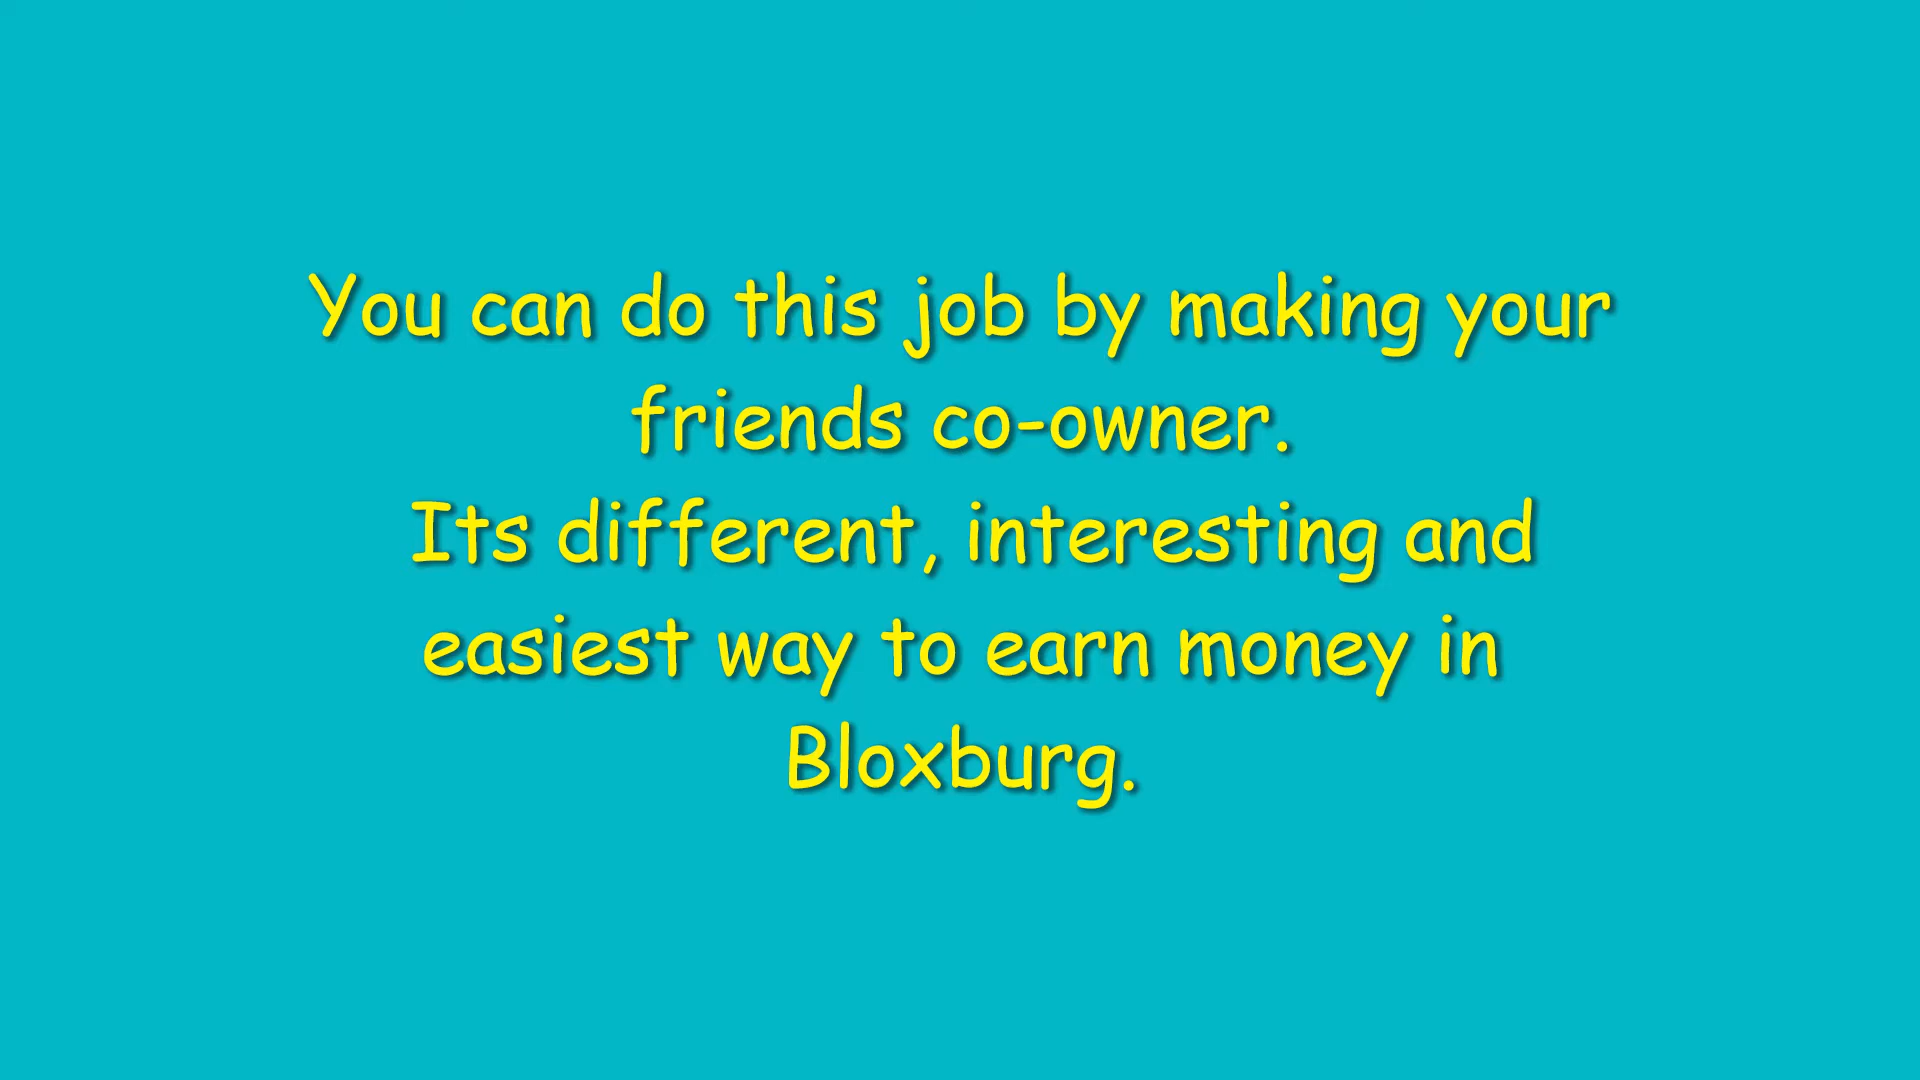 You can do this job by making your
friends co-owner.
Its different, interesting and
easiest way to earn money in
Bloxburg.